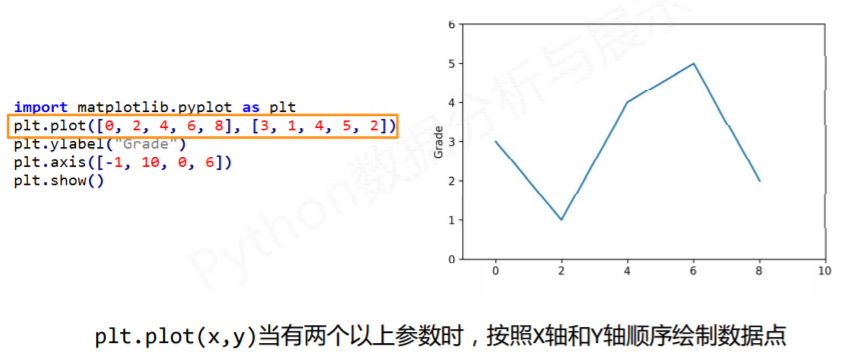 import matplotlib.pyplot as plt
plt.plot([0, 2, 4, 6, 8], [3, 1, 4, 5, 2])
plt.ylabel("Grade")
plt.axis([-1, 10, 0, 6])
plt.show()
6
5
4
3
2
1
0
Grade
0 2 4 6 8 10
Python数据分析与展示
plt.plot(x,y)当有两个以上参数时，按照X轴和Y轴顺序绘制数据点